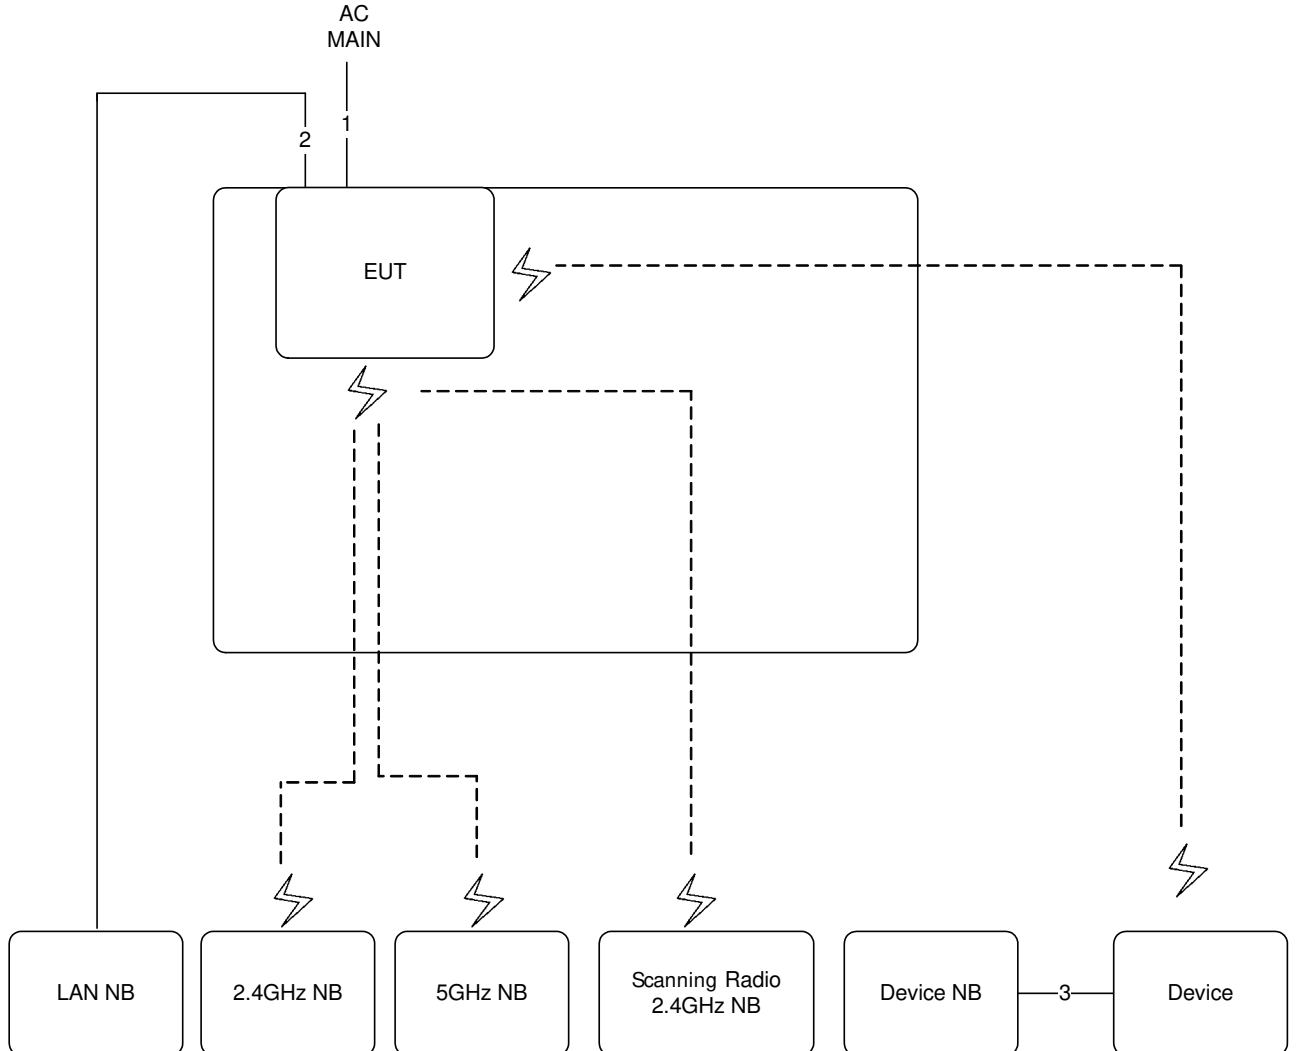 AC
MAIN
1
2
EUT
LAN NB
2.4GHz NB
5GHz NB
Scanning Radio
2.4GHz NB
Device NB
3
Device